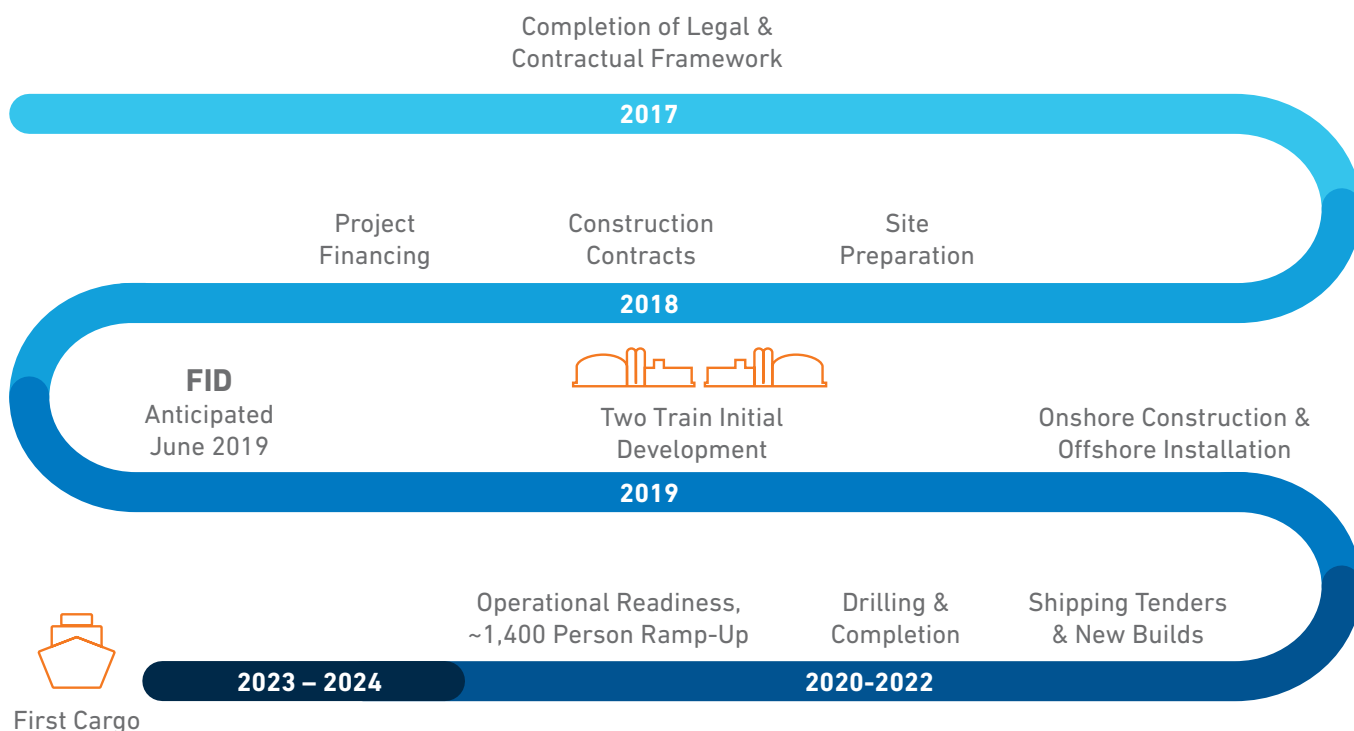 Completion of Legal &
Contractual Framework
2017
Project
Financing
Construction
Contracts
Site
Preparation
2018
FID
Anticipated
June 2019
Two Train Initial
Development
Onshore Construction &
Offshore Installation
2019
Operational Readiness,
~1,400 Person Ramp-Up
Drilling &
Completion
Shipping Tenders
& New Builds
2023 – 2024
2020-2022
First Cargo